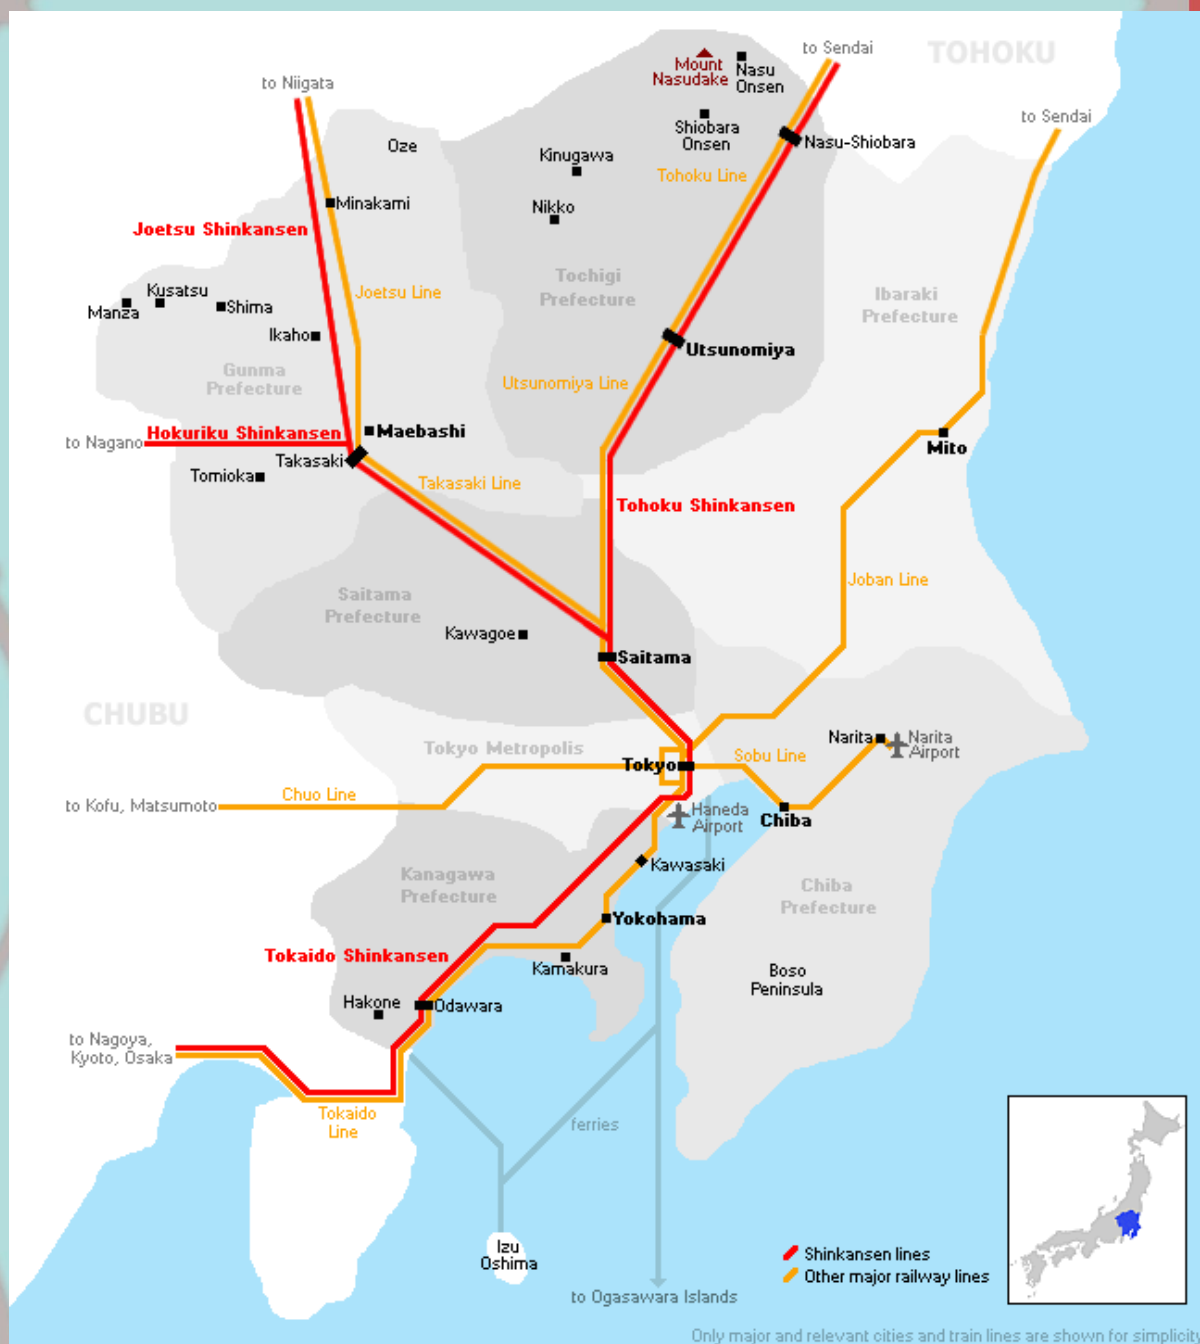 to Sendai
TOHOKU
Mount
Nasudake
Nasu
Onsen
to Niigata
to Sendai
Shiobara
Onsen
Nasu-Shiobara
Oze
Kinugawa
Tohoku Line
Minakami
Nikko
Joetsu Shinkansen
Tochigi
Prefecture
Joetsu Line
Kusatsu
Manza
Shima
Ibaraki
Prefecture
Ikaho
Utsunomiya
Gunma
Prefecture
Utsunomiya Line
Hokuriku Shinkansen
to Nagano
Maebashi
Mito
Takasaki
Tomioka
Takasaki Line
Tohoku Shinkansen
Joban Line
Saitama
Prefecture
Kawagoe
Saitama
CHUBU
Tokyo Metropolis
Narita
Narita
Airport
Sobu Line
Tokyo
Chuo Line
to Kofu, Matsumoto
Haneda
Airport
Chiba
Kawasaki
Kanagawa
Prefecture
Chiba
Prefecture
Yokohama
Tokaido Shinkansen
Kamakura
Boso
Peninsula
Hakone
Odawara
to Nagoya,
Kyoto, Osaka
Tokaido
Line
ferries
Izu
Oshima
Shinkansen lines
Other major railway lines
to Ogasawara Islands
Only major and relevant cities and train lines are shown for simplicity